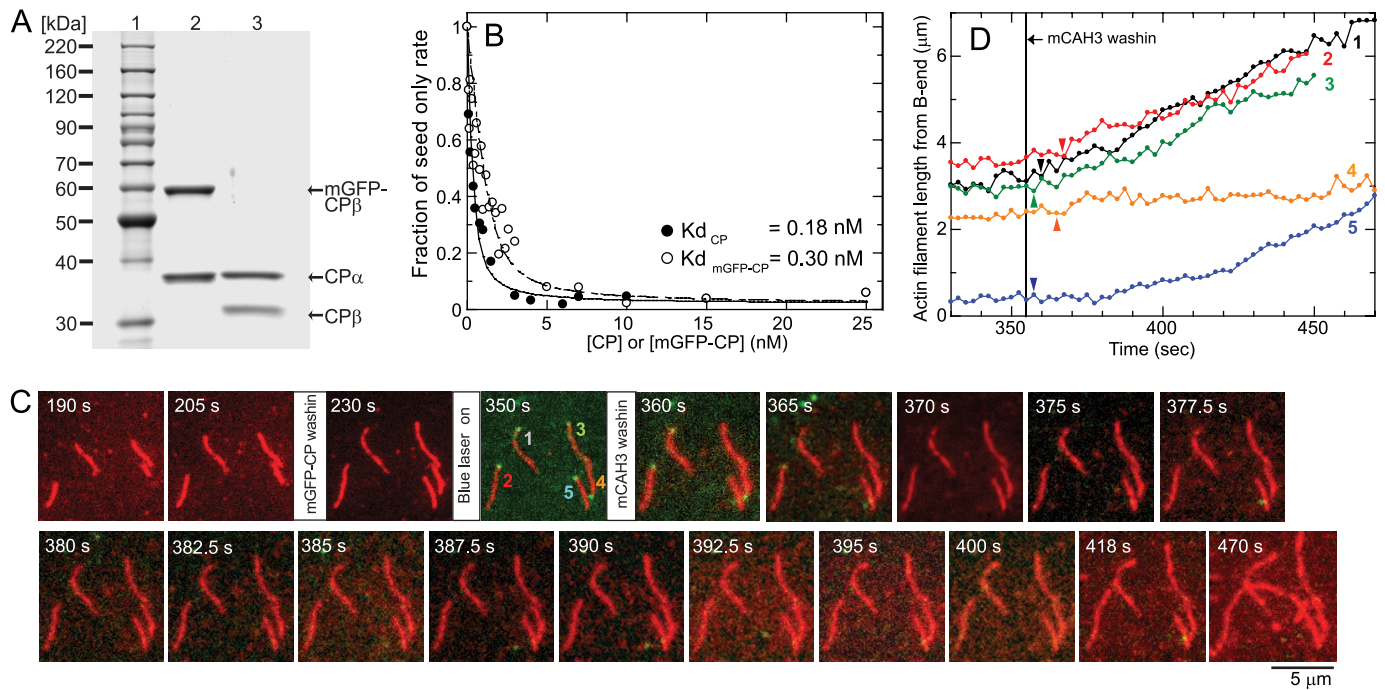 A
[kDa] 1 2 3
220
160
120
90
70
60
50
40
30
mGFP-
CPβ
CPα
CPβ
B
Fraction of seed only rate
1
0.8
0.6
0.4
0.2
0
0 5 10 15 20 25
[CP] or [mGFP-CP] (nM)
Kd CP = 0.18 nM
Kd mGFP-CP = 0.30 nM
D
Actin filament length from B-end (μm)
6
4
2
0
350 400 450
Time (sec)
mCAH3 washin
1
2
3
4
5
C
190 s
205 s
mGFP-CP washin
230 s
Blue laser on
350 s
1
2
3
4
5
mCAH3 washin
360 s
365 s
370 s
375 s
377.5 s
380 s
382.5 s
385 s
387.5 s
390 s
392.5 s
395 s
400 s
418 s
470 s
5 μm